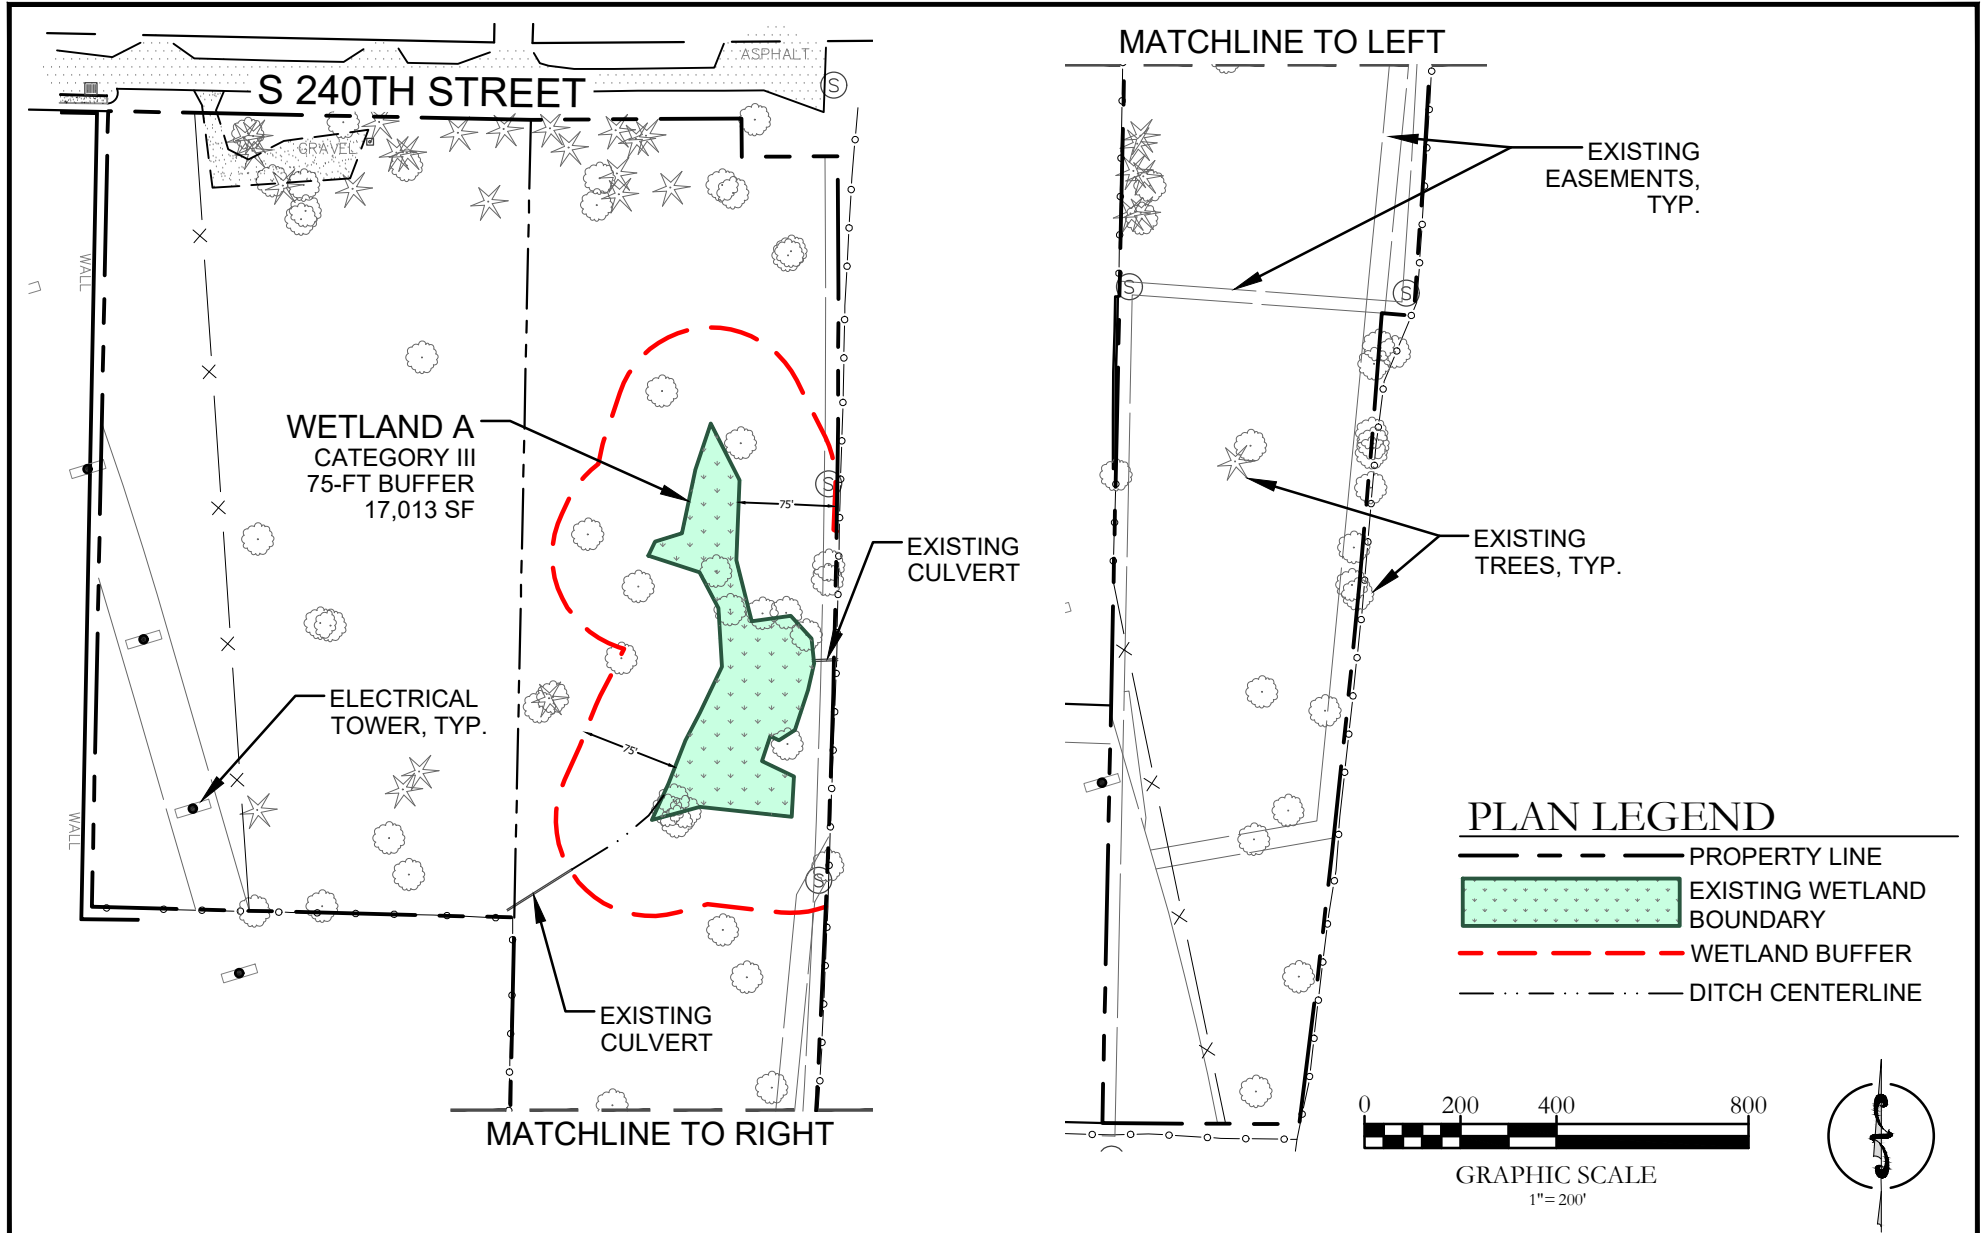 MATCHLINE TO LEFT
ASPHALT
S 240TH STREET
S
GRAVEL
EXISTING
EASEMENTS,
TYP.
WALL
S
S
WETLAND A
CATEGORY III
75-FT BUFFER
17,013 SF
S
75'
EXISTING
CULVERT
EXISTING
TREES, TYP.
ELECTRICAL
TOWER, TYP.
75'
WALL
S
EXISTING
CULVERT
MATCHLINE TO RIGHT
PLAN LEGEND
PROPERTY LINE
EXISTING WETLAND
BOUNDARY
WETLAND BUFFER
DITCH CENTERLINE
0 200 400 800
GRAPHIC SCALE
1"=200'